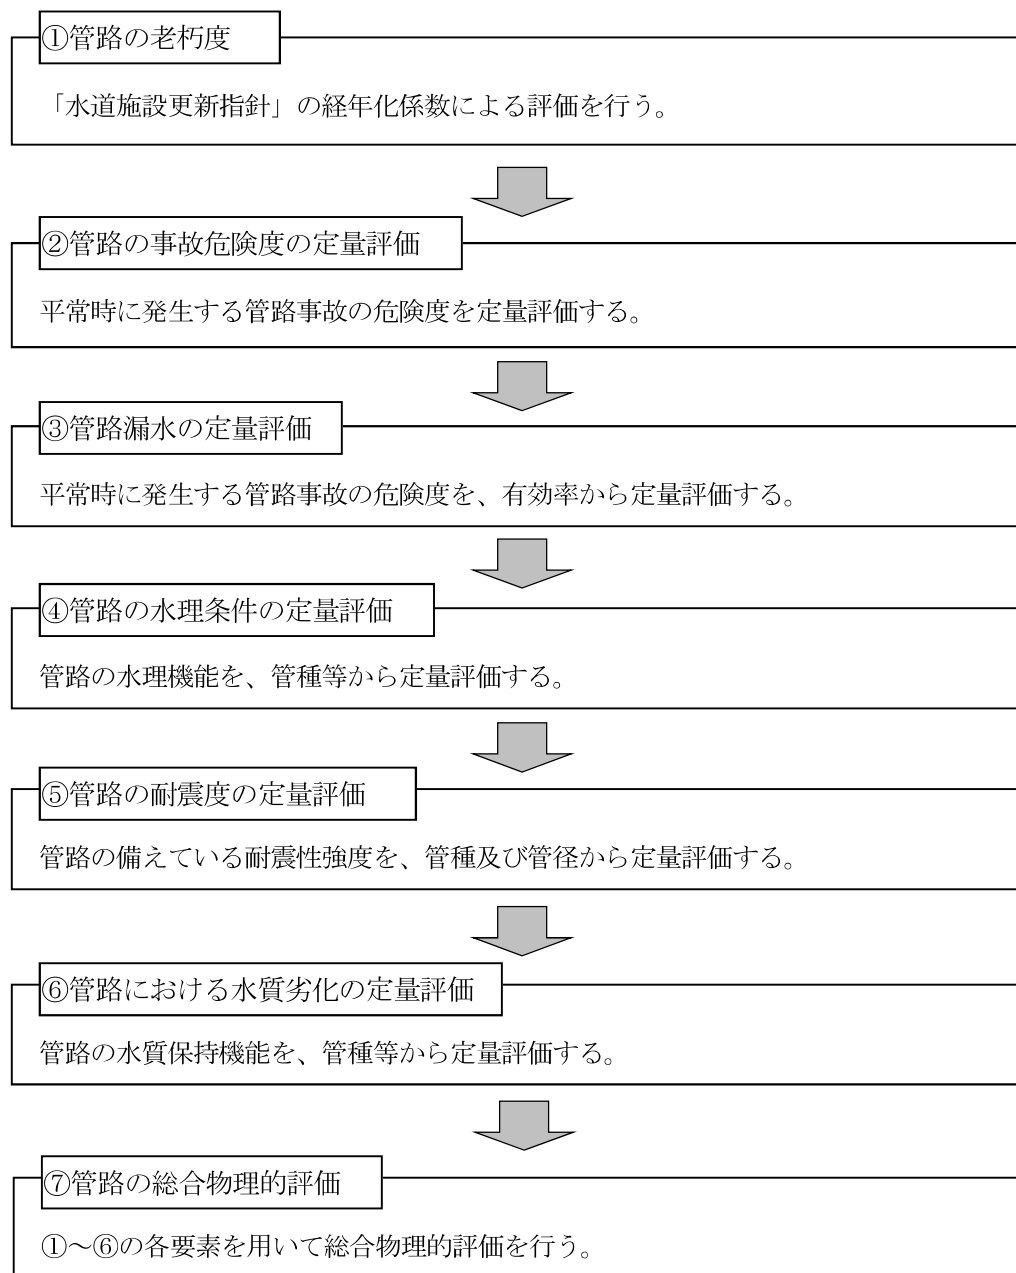 ①管路の老朽度
「水道施設更新指針」の経年化係数による評価を行う。
②管路の事故危険度の定量評価
平常時に発生する管路事故の危険度を定量評価する。
③管路漏水の定量評価
平常時に発生する管路事故の危険度を、有効率から定量評価する。
④管路の水理条件の定量評価
管路の水理機能を、管種等から定量評価する。
⑤管路の耐震度の定量評価
管路の備えている耐震性強度を、管種及び管径から定量評価する。
⑥管路における水質劣化の定量評価
管路の水質保持機能を、管種等から定量評価する。
⑦管路の総合物理的評価
①～⑥の各要素を用いて総合物理的評価を行う。